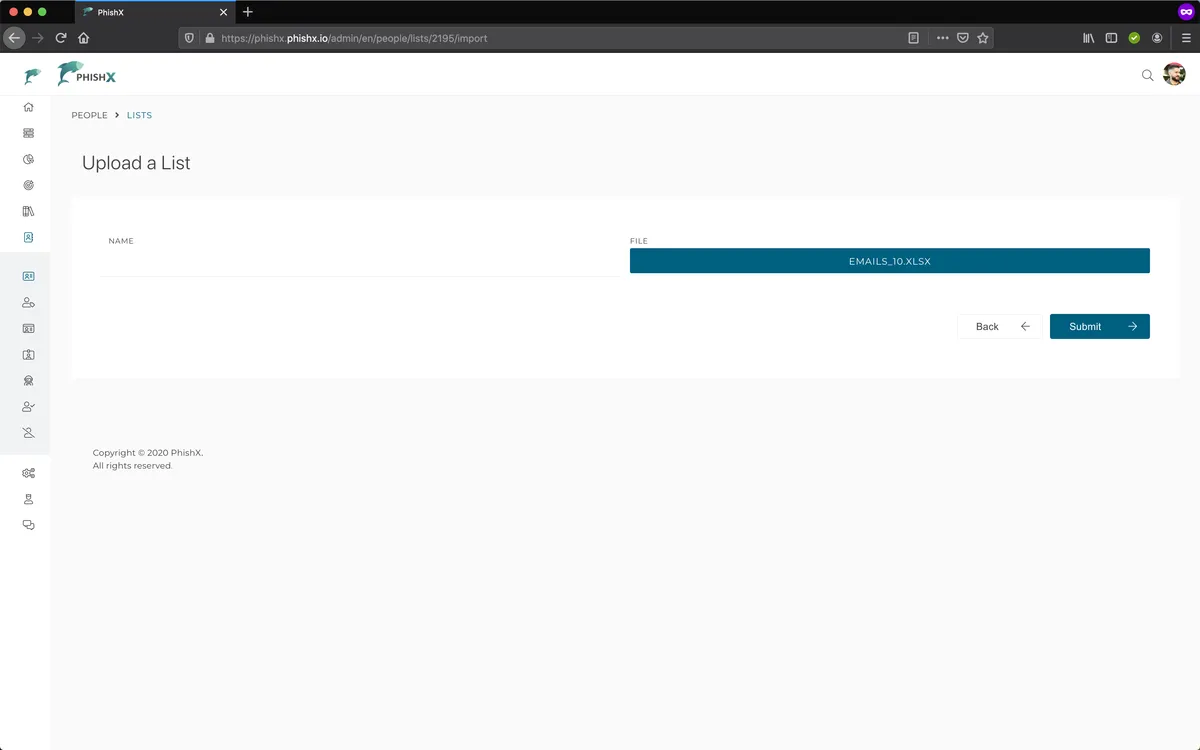 PhishX
https://phishx.phishx.io/admin/en/people/lists/2195/import
PHISHX
PEOPLE > LISTS
Upload a List
NAME
FILE
EMAILS_10.XLSX
Back
Submit
Copyright © 2020 PhishX.
All rights reserved.